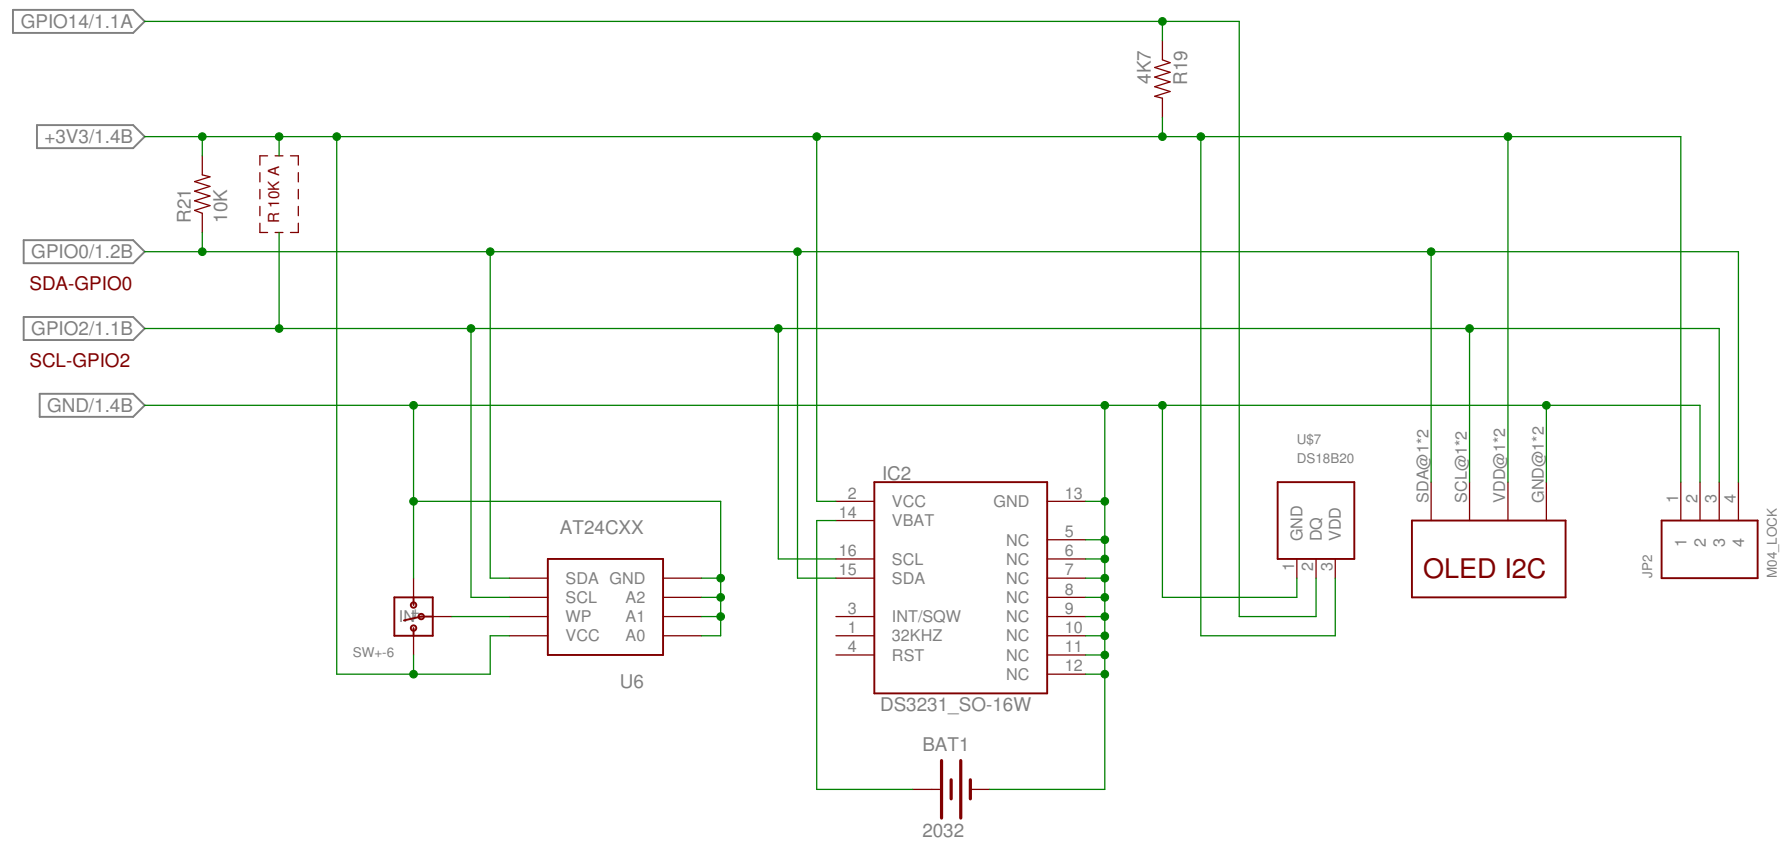 GPIO14/1.1A
4K7
R19
+3V3/1.4B
R21
10K
R 10K A
GPIO0/1.2B
SDA-GPIO0
GPIO2/1.1B
SCL-GPIO2
GND/1.4B
AT24CXX
SDA GND
SCL A2
WP A1
VCC A0
U6
SW+-6
IC2
2 VCC GND 13
14 VBAT
NC 5
16 SCL NC 6
15 SDA NC 7
NC 8
3 INT/SQW NC 9
1 32KHZ NC 10
4 RST NC 11
NC 12
DS3231_SO-16W
BAT1
2032
U$7
DS18B20
GND
DQ
VDD
1
2
3
SDA@1*2
SCL@1*2
VDD@1*2
GND@1*2
OLED I2C
1
2
3
4
1
2
3
4
JP2
M04_LOCK